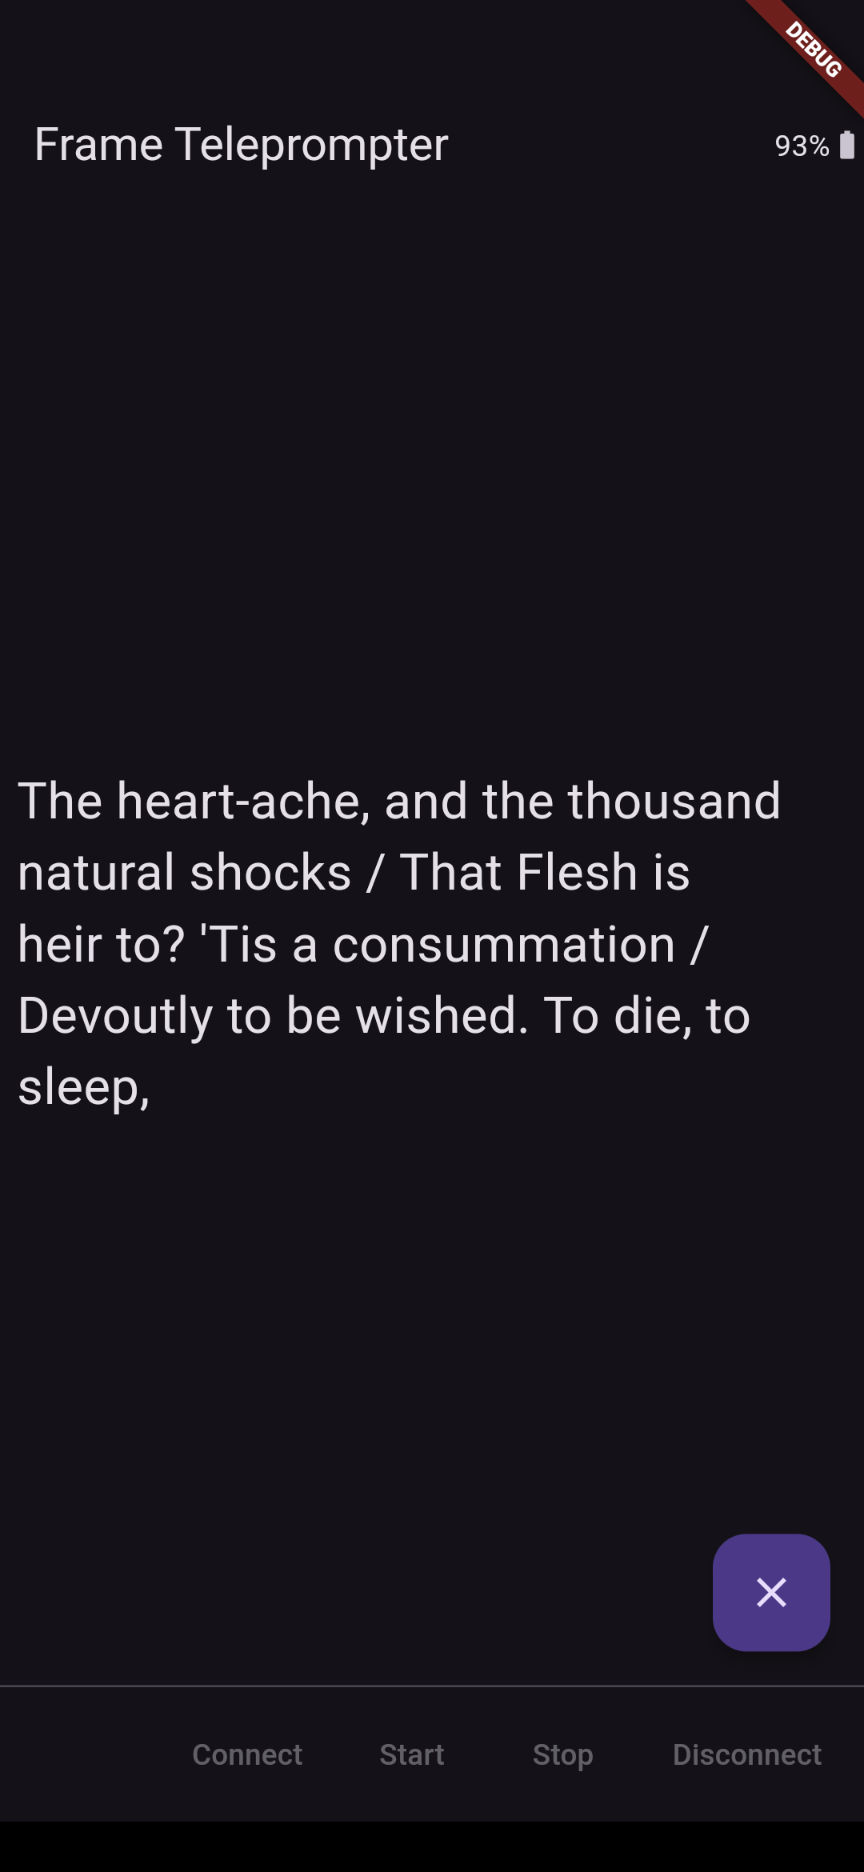 DEBUG
Frame Teleprompter
93%
The heart-ache, and the thousand
natural shocks / That Flesh is
heir to? 'Tis a consummation /
Devoutly to be wished. To die, to
sleep,
Connect Start Stop Disconnect